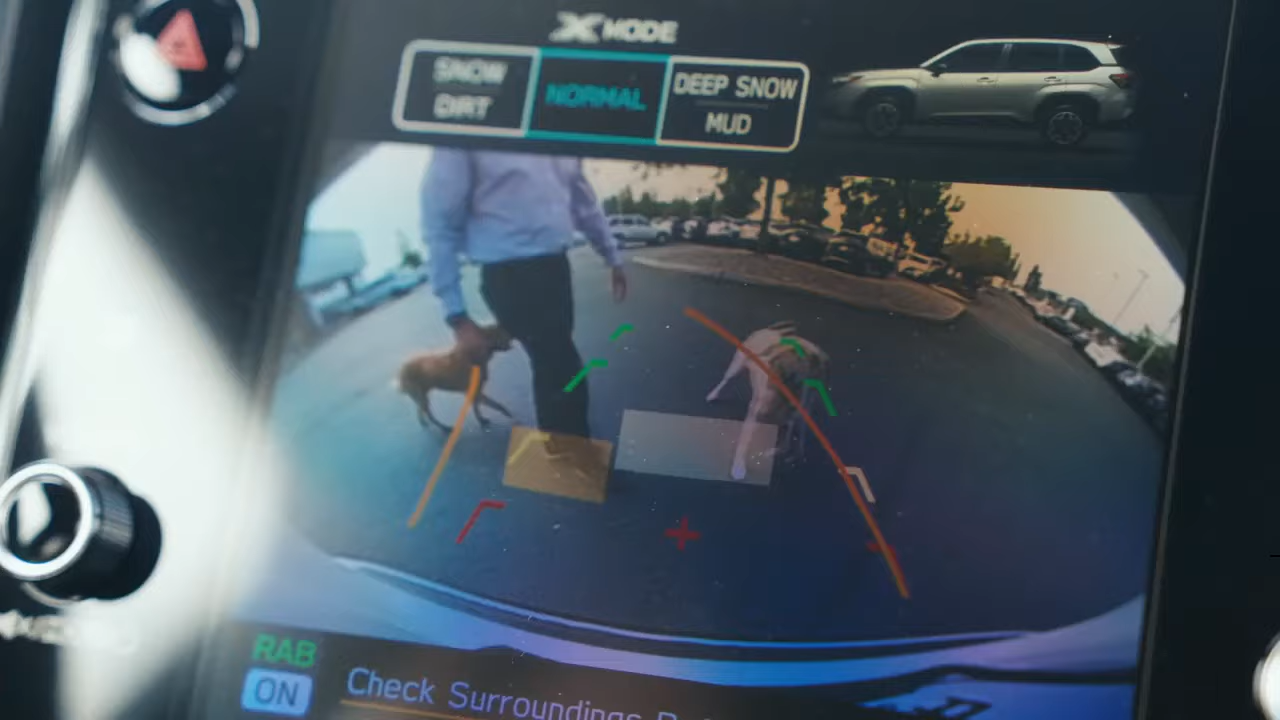 X MODE
SNOW
DIRT
NORMAL
DEEP SNOW
MUD
RAB
ON
Check Surroundings